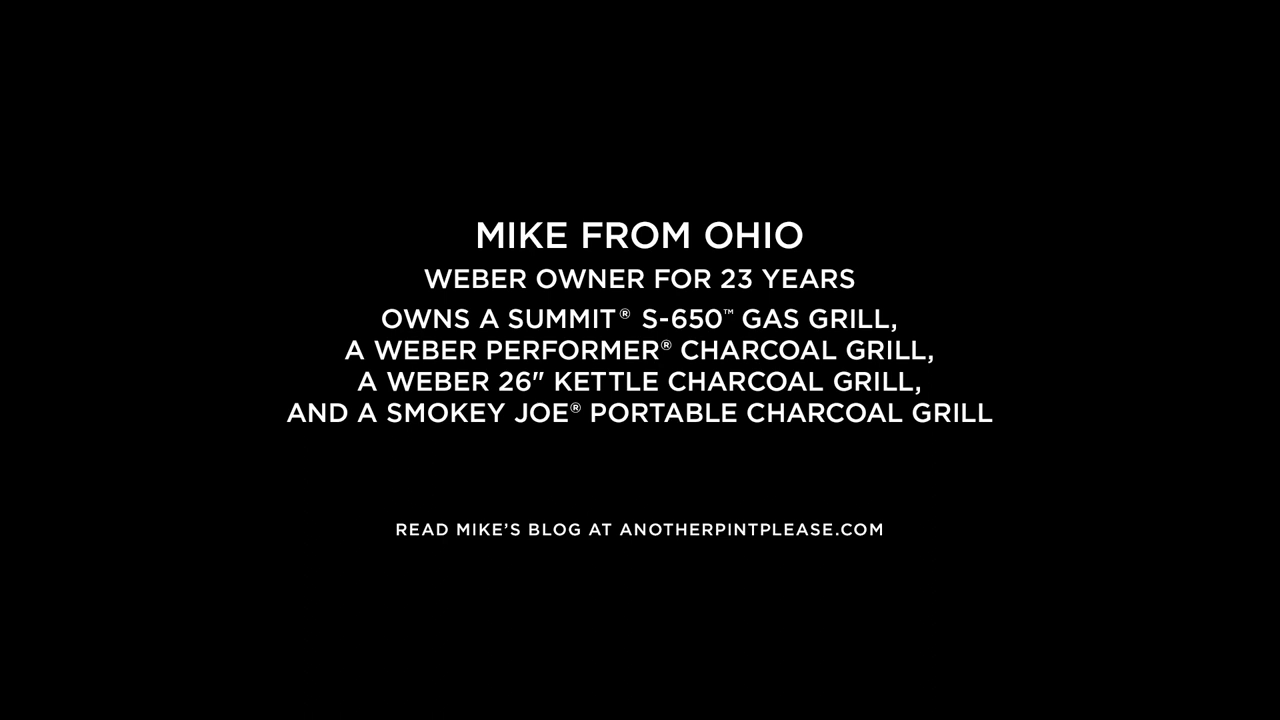 MIKE FROM OHIO
WEBER OWNER FOR 23 YEARS
OWNS A SUMMIT® S-650™ GAS GRILL,
A WEBER PERFORMER® CHARCOAL GRILL,
A WEBER 26" KETTLE CHARCOAL GRILL,
AND A SMOKEY JOE® PORTABLE CHARCOAL GRILL
READ MIKE’S BLOG AT ANOTHERPINTPLEASE.COM